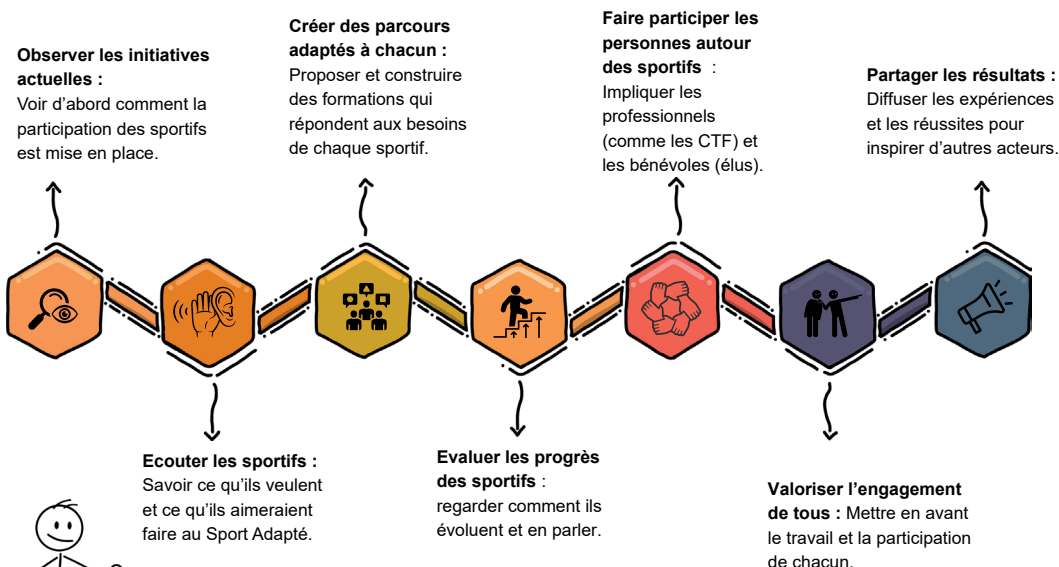 Observer les initiatives
actuelles :
Voir d’abord comment la
participation des sportifs
est mise en place.
Ecouter les sportifs :
Savoir ce qu’ils veulent
et ce qu’ils aimeraient
faire au Sport Adapté.
Créer des parcours
adaptés à chacun :
Proposer et construire
des formations qui
répondent aux besoins
de chaque sportif.
Evaluer les progrès
des sportifs :
regarder comment ils
évoluent et en parler.
Faire participer les
personnes autour
des sportifs :
Impliquer les
professionnels
(comme les CTF) et
les bénévoles (élus).
Valoriser l’engagement
de tous : Mettre en avant
le travail et la participation
de chacun.
Partager les résultats :
Diffuser les expériences
et les réussites pour
inspirer d’autres acteurs.